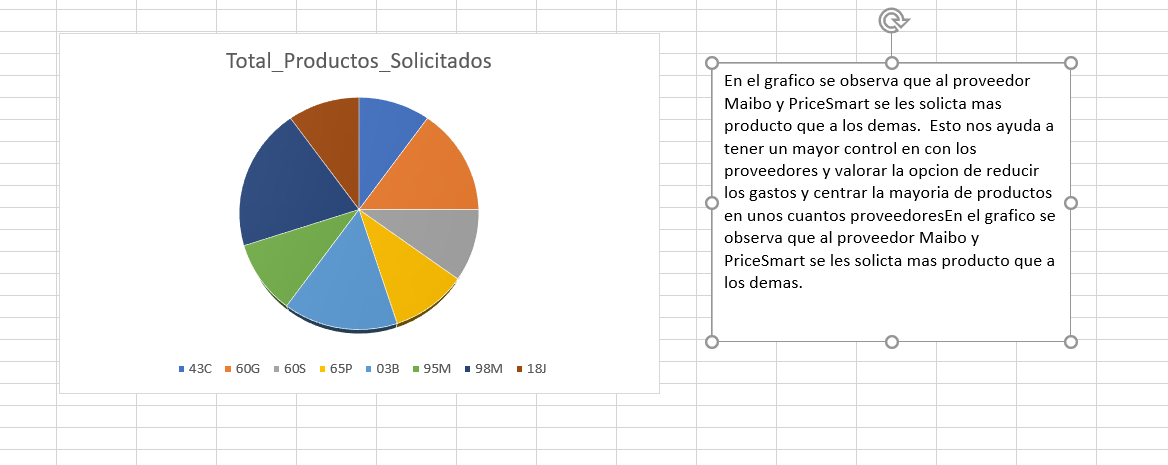 Total_Productos_Solicitados
43C 60G 60S 65P 03B 95M 98M 18J
En el grafico se observa que al proveedor
Maibo y PriceSmart se les solicta mas
producto que a los demas.  Esto nos ayuda a
tener un mayor control en con los
proveedores y valorar la opcion de reducir
los gastos y centrar la mayoria de productos
en unos cuantos proveedoresEn el grafico se
observa que al proveedor Maibo y
PriceSmart se les solicta mas producto que a
los demas.